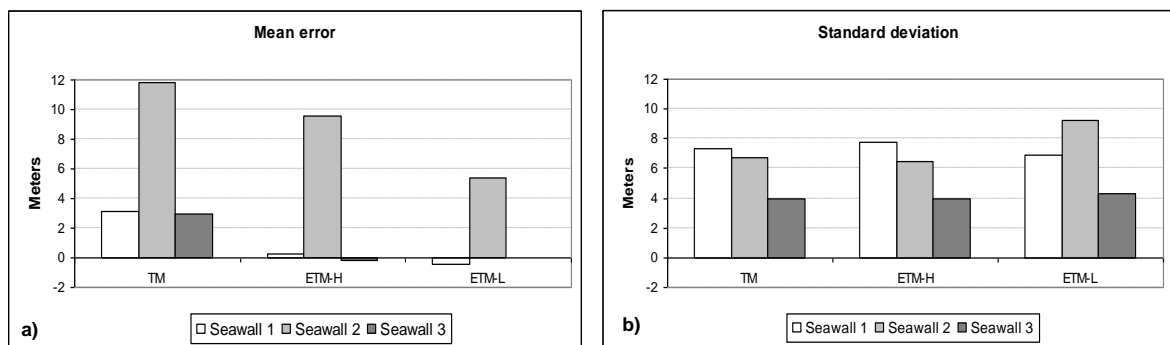 Mean error
Meters
12
10
8
6
4
2
0
-2
TM ETM-H ETM-L
Seawall 1 Seawall 2 Seawall 3
a)
Standard deviation
Meters
12
10
8
6
4
2
0
-2
TM ETM-H ETM-L
Seawall 1 Seawall 2 Seawall 3
b)